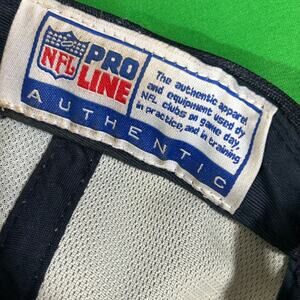 NFL
PRO
LINE
The authentic apparel
and equipment used by
NFL clubs on game day,
in practice, and in training
AUTHENTIC